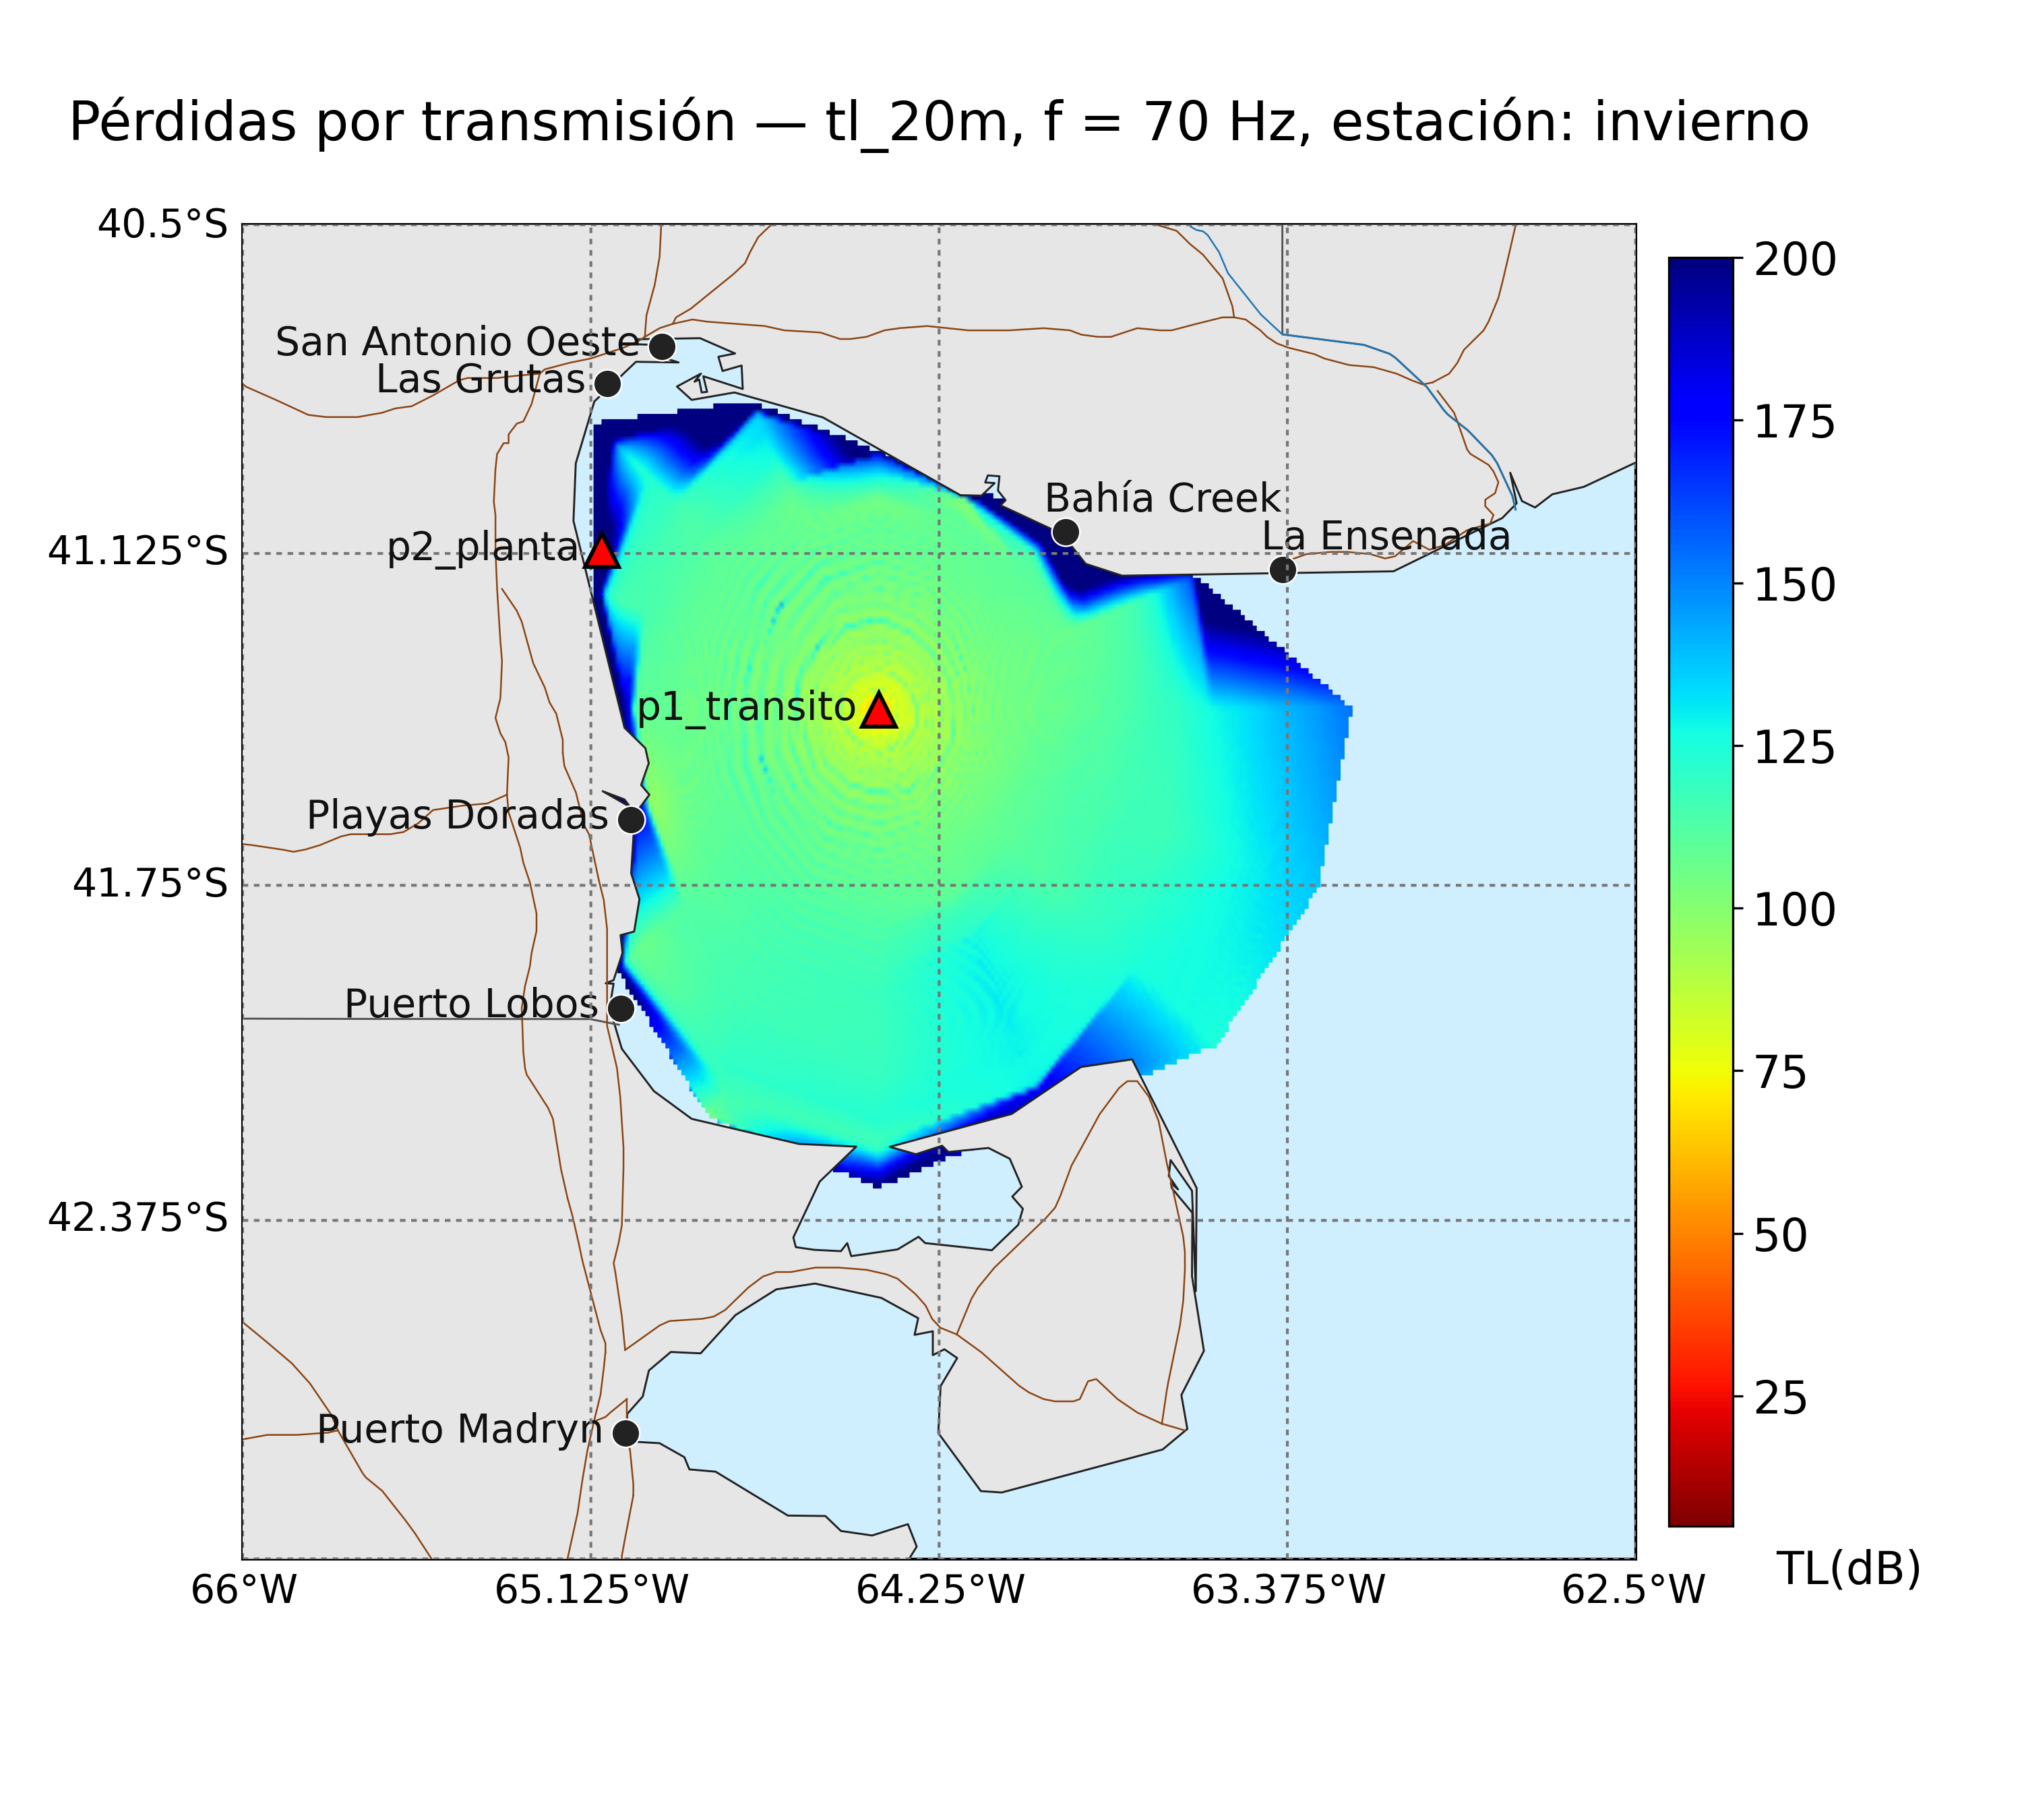 Pérdidas por transmisión — tl_20m, f = 70 Hz, estación: invierno
40.5°S
200
San Antonio Oeste
Las Grutas
175
Bahía Creek
La Ensenada
p2_planta
41.125°S
150
p1_transito
125
Playas Doradas
41.75°S
100
Puerto Lobos
75
42.375°S
50
25
Puerto Madryn
TL(dB)
66°W
65.125°W
64.25°W
63.375°W
62.5°W